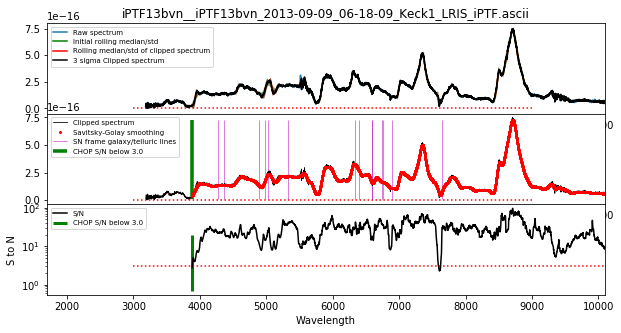 iPTF13bvn__iPTF13bvn_2013-09-09_06-18-09_Keck1_LRIS_iPTF.ascii
1e−16
7.5
5.0
2.5
0.0
Raw spectrum
Initial rolling median/std
Rolling median/std of clipped spectrum
3 sigma Clipped spectrum
1e−16
7.5
5.0
2.5
0.0
Clipped spectrum
Savitsky-Golay smoothing
SN frame galaxy/telluric lines
CHOP S/N below 3.0
S to N
10²
10¹
10⁰
S/N
CHOP S/N below 3.0
2000 3000 4000 5000 6000 7000 8000 9000 10000
Wavelength